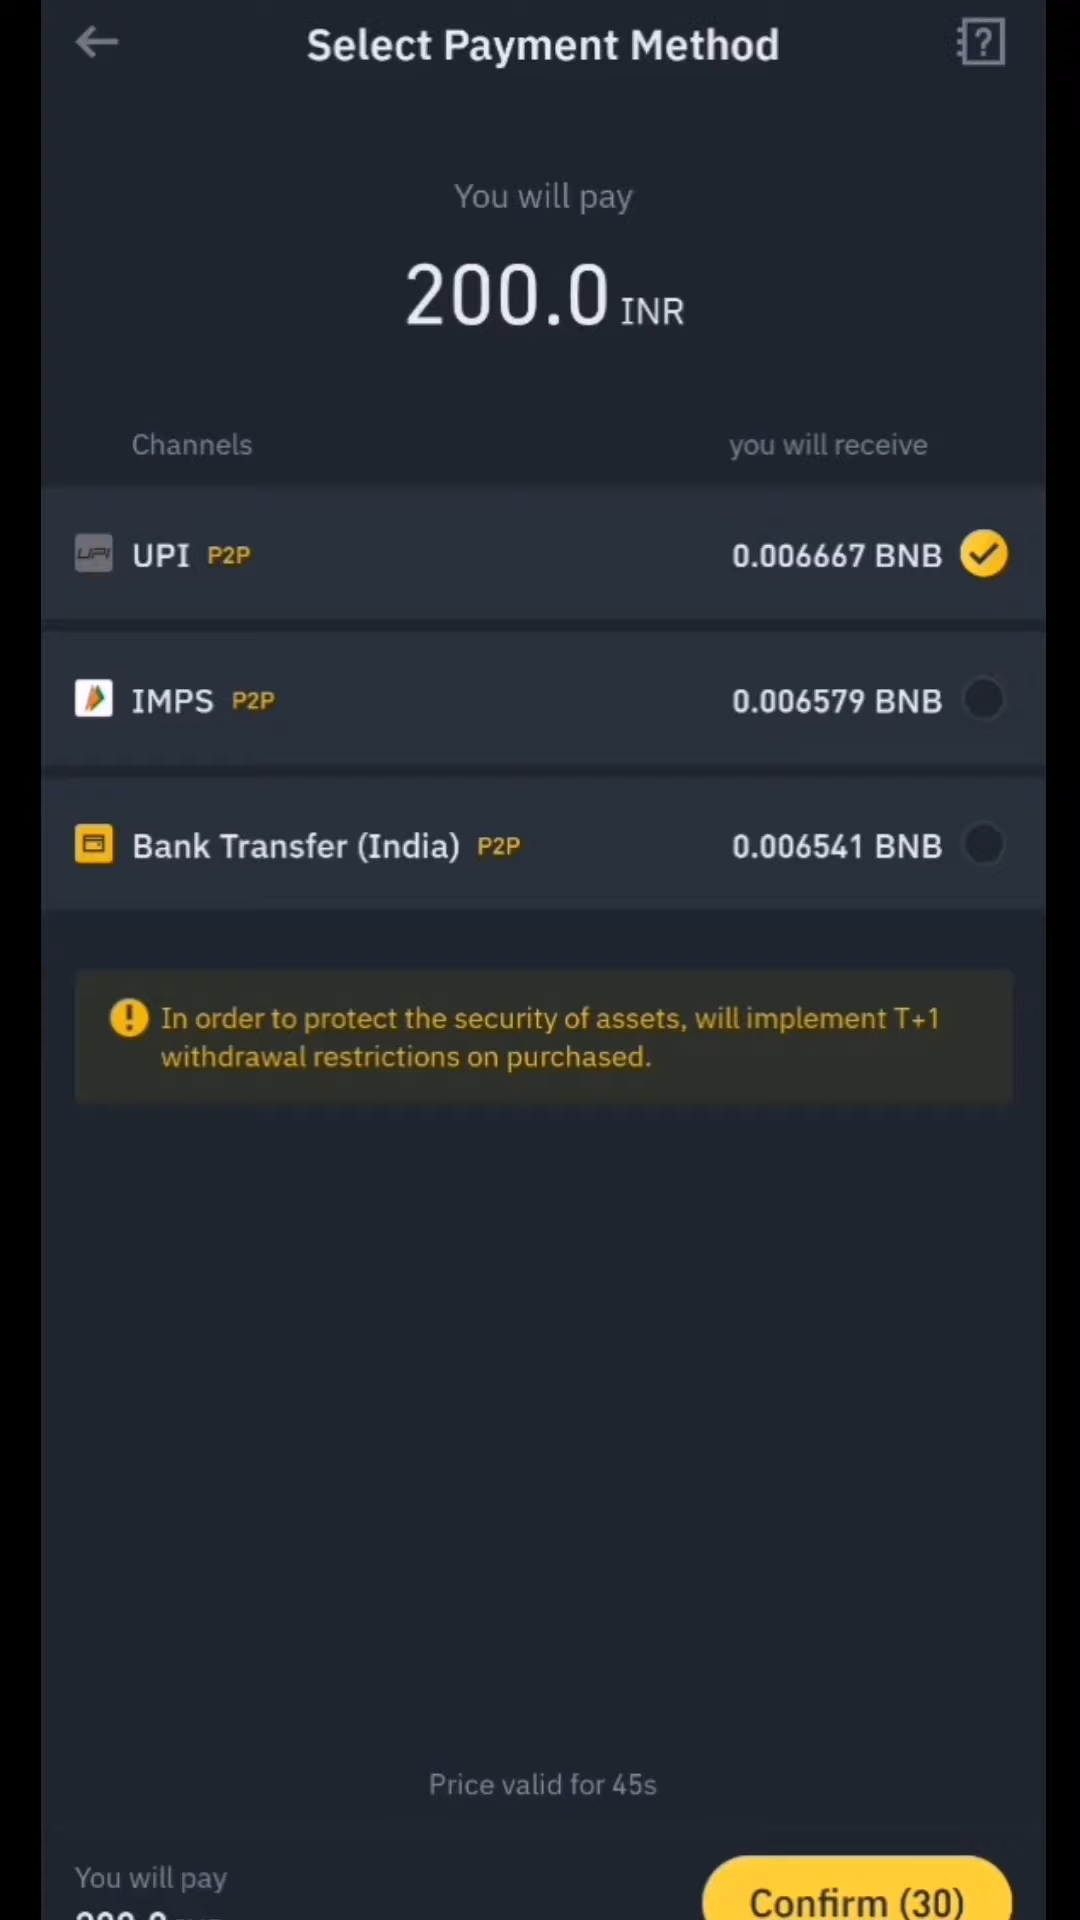 Select Payment Method
You will pay
200.0 INR
Channels you will receive
UPI P2P 0.006667 BNB
IMPS P2P 0.006579 BNB
Bank Transfer (India) P2P 0.006541 BNB
In order to protect the security of assets, will implement T+1
withdrawal restrictions on purchased.
Price valid for 45s
You will pay
Confirm (30)